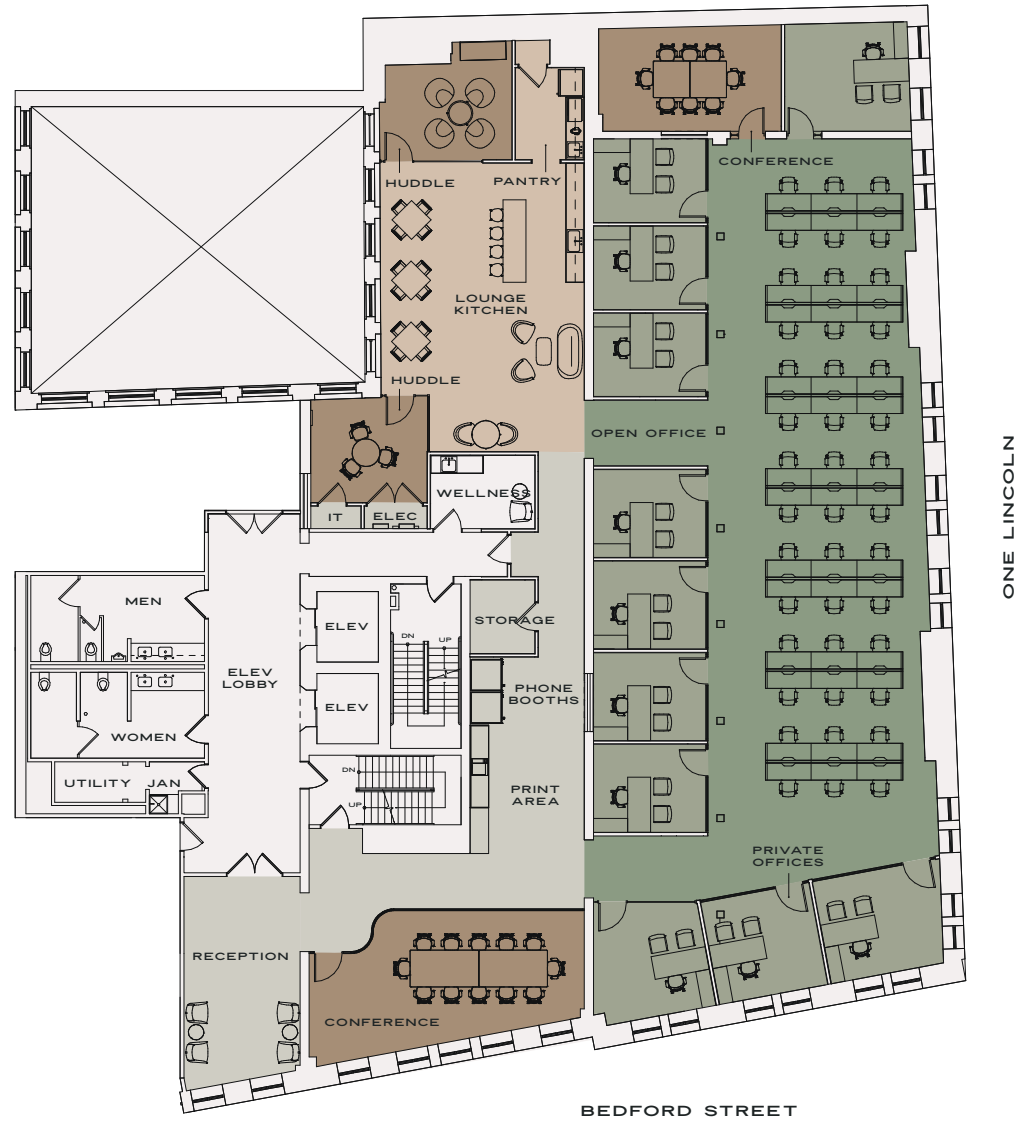 CONFERENCE
HUDDLE
PANTRY
LOUNGE
KITCHEN
HUDDLE
OPEN OFFICE
ONE LINCOLN
WELLNESS
IT
ELEC
MEN
ELEV
STORAGE
DN
UP
ELEV
LOBBY
PHONE
BOOTHS
ELEV
WOMEN
UTILITY
JAN
DN
UP
PRINT
AREA
PRIVATE
OFFICES
RECEPTION
CONFERENCE
BEDFORD STREET